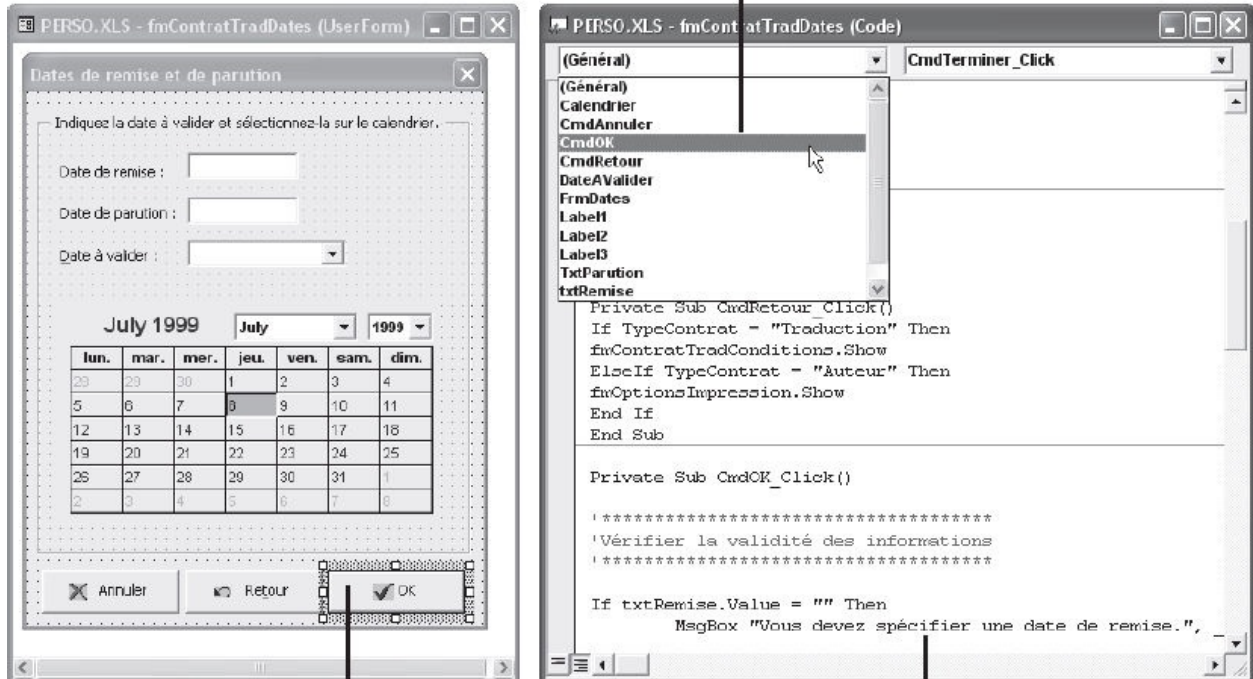 PERSO.XLS - fmContratTradDates (UserForm)
Dates de remise et de parution
Indiquez la date à valider et sélectionnez-la sur le calendrier.
Date de remise :
Date de parution :
Date à valider :
July 1999
July
1999
lun. mar. mer. jeu. ven. sam. dim.
28 29 30 1 2 3 4
5 6 7 8 9 10 11
12 13 14 15 16 17 18
19 20 21 22 23 24 25
26 27 28 29 30 31 1
2 3 4 5 6 7 8
Annuler
Retour
OK
PERSO.XLS - fmContratTradDates (Code)
(Général)
CmdTerminer_Click
(Général)
Calendrier
CmdAnnuler
CmdOK
CmdRetour
DateAValider
FrmDates
Label1
Label2
Label3
TxtParution
txtRemise
Private Sub CmdRetour_Click()
If TypeContrat = "Traduction" Then
fmContratTradConditions.Show
ElseIf TypeContrat = "Auteur" Then
fmOptionsImpression.Show
End If
End Sub
Private Sub CmdOK_Click()
'*************************************
'Vérifier la validité des informations
'*************************************
If txtRemise.Value = "" Then
MsgBox "Vous devez spécifier une date de remise.", _